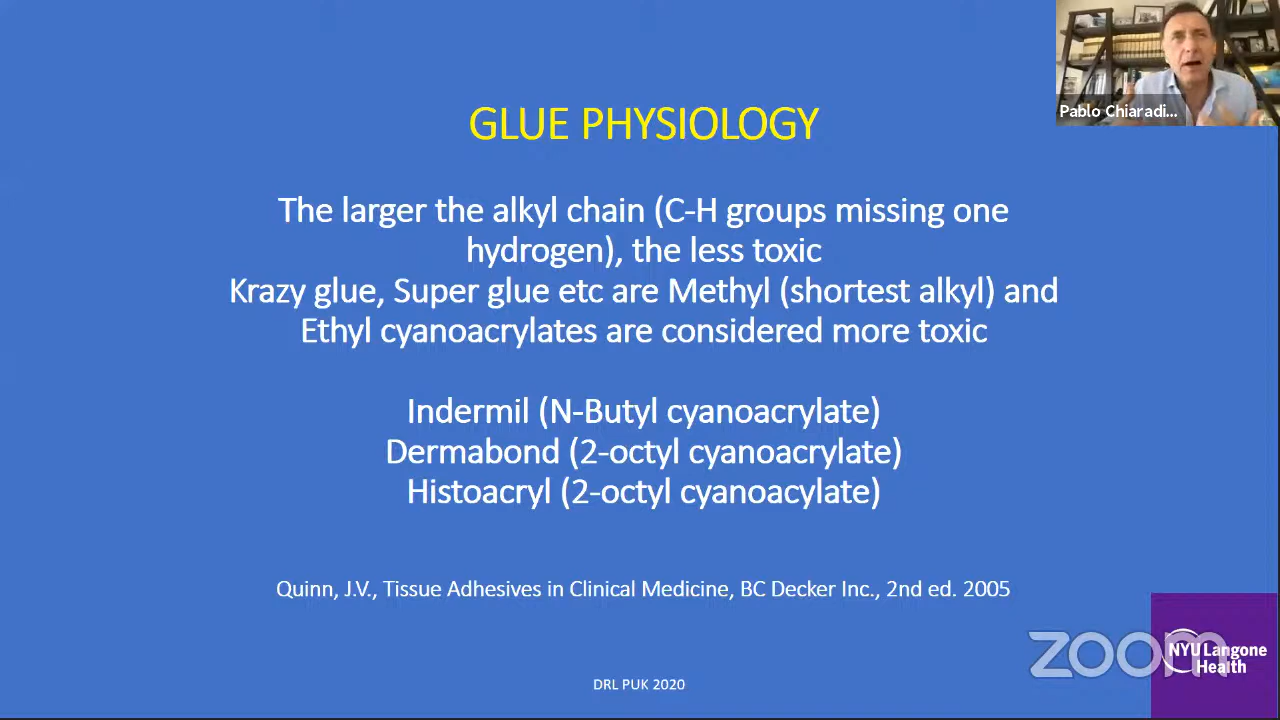 Pablo Chiaradi...
GLUE PHYSIOLOGY
The larger the alkyl chain (C-H groups missing one
hydrogen), the less toxic
Krazy glue, Super glue etc are Methyl (shortest alkyl) and
Ethyl cyanoacrylates are considered more toxic
Indermil (N-Butyl cyanoacrylate)
Dermabond (2-octyl cyanoacrylate)
Histoacryl (2-octyl cyanoacylate)
Quinn, J.V., Tissue Adhesives in Clinical Medicine, BC Decker Inc., 2nd ed. 2005
zoom
NYU Langone
Health
DRL PUK 2020